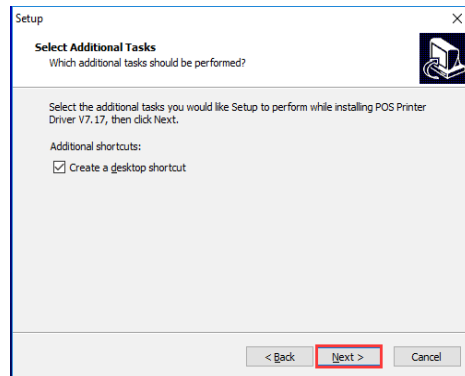 Setup
Select Additional Tasks
Which additional tasks should be performed?
Select the additional tasks you would like Setup to perform while installing POS Printer
Driver V7.17, then click Next.
Additional shortcuts:
Create a desktop shortcut
< Back Next > Cancel